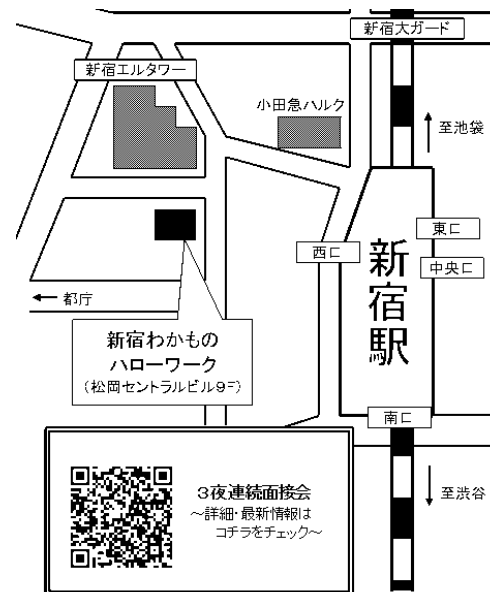 新宿大ガード
新宿エルタワー
小田急ハルク
至池袋
東口
西口
中央口
新宿駅
都庁
新宿わかもの
ハローワーク
(松岡セントラルビル9F)
南口
3夜連続面接会
～詳細・最新情報は
コチラをチェック～
至渋谷